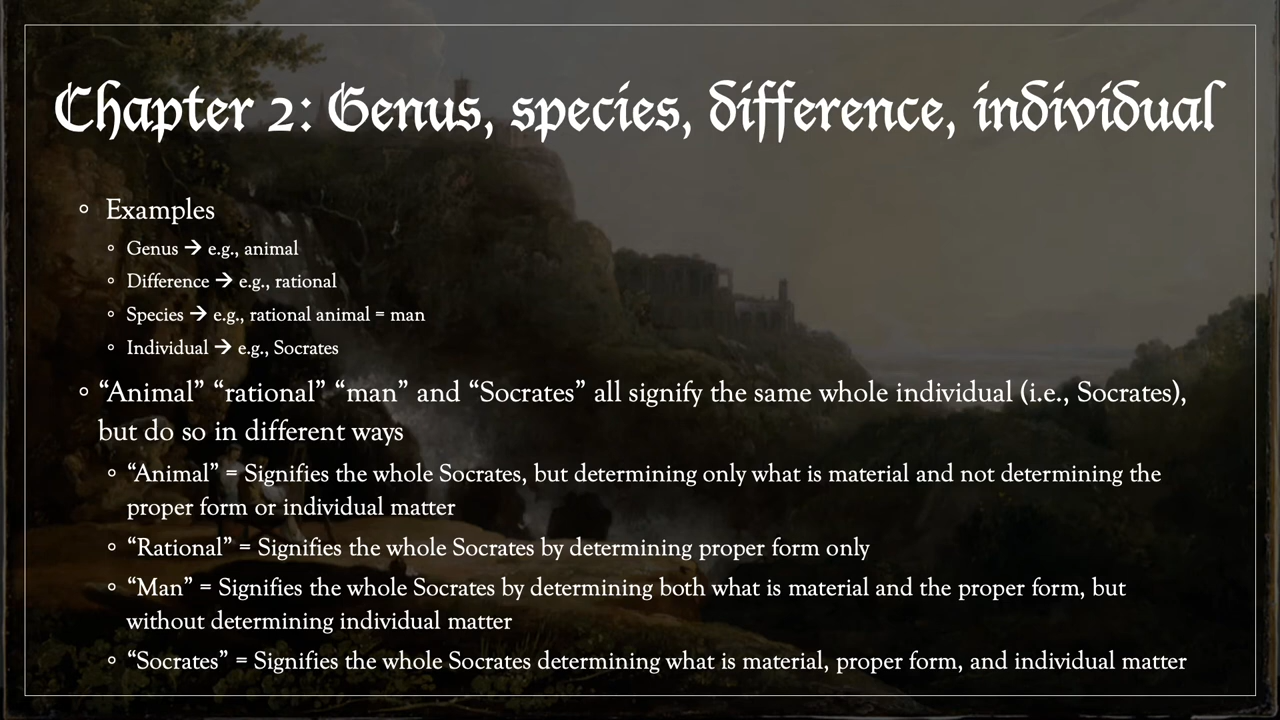 Chapter 2: Genus, species, difference, individual
◦ Examples
◦ Genus → e.g., animal
◦ Difference → e.g., rational
◦ Species → e.g., rational animal = man
◦ Individual → e.g., Socrates
◦ “Animal” “rational” “man” and “Socrates” all signify the same whole individual (i.e., Socrates),
but do so in different ways
◦ “Animal” = Signifies the whole Socrates, but determining only what is material and not determining the
proper form or individual matter
◦ “Rational” = Signifies the whole Socrates by determining proper form only
◦ “Man” = Signifies the whole Socrates by determining both what is material and the proper form, but
without determining individual matter
◦ “Socrates” = Signifies the whole Socrates determining what is material, proper form, and individual matter